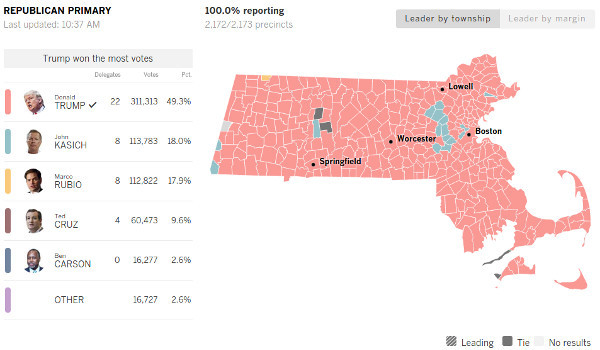 REPUBLICAN PRIMARY
Last updated: 10:37 AM
100.0% reporting
2,172/2,173 precincts
Leader by township
Leader by margin
Trump won the most votes
Delegates Votes Pct.
Donald
TRUMP ✓ 22 311,313 49.3%
John
KASICH 8 113,783 18.0%
Marco
RUBIO 8 112,822 17.9%
Ted
CRUZ 4 60,473 9.6%
Ben
CARSON 0 16,277 2.6%
OTHER 16,727 2.6%
Lowell
Boston
Worcester
Springfield
Leading Tie No results